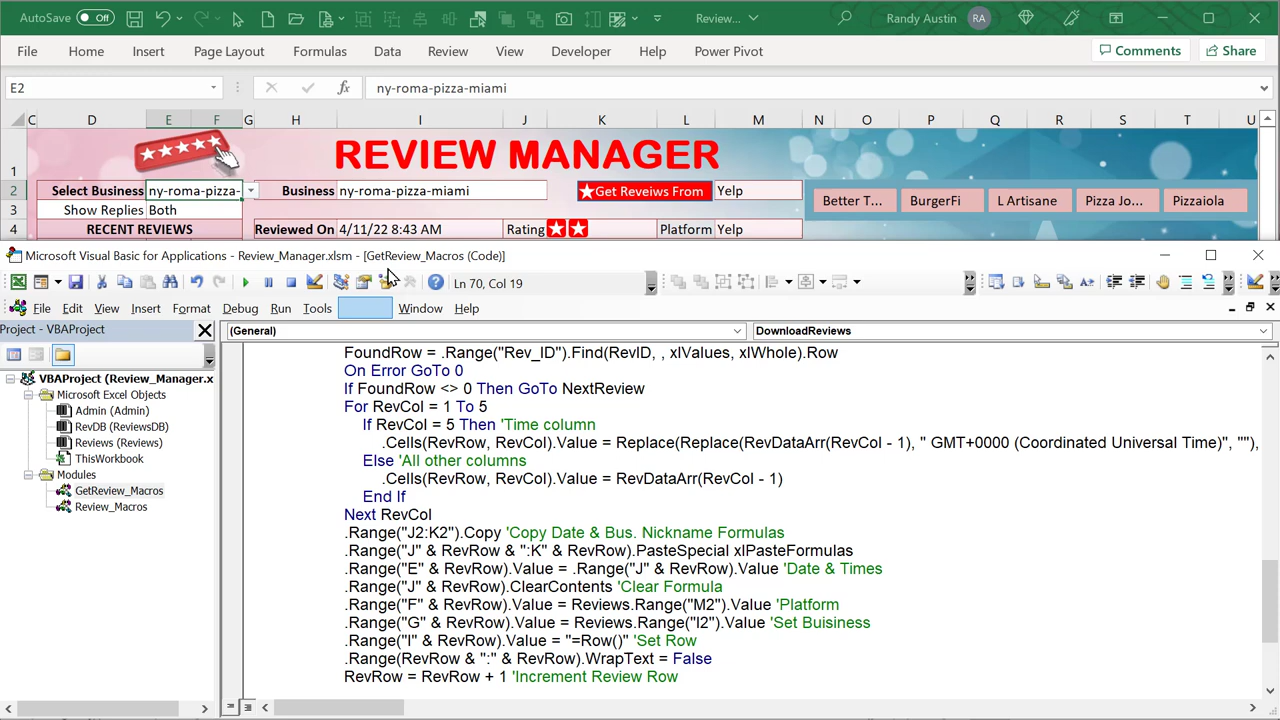 AutoSave Off Review... Randy Austin RA
File Home Insert Page Layout Formulas Data Review View Developer Help Power Pivot Comments Share
E2 fx ny-roma-pizza-miami
C D E F G H I J K L M N O P Q R S T U
1 REVIEW MANAGER
2 Select Business ny-roma-pizza- Business ny-roma-pizza-miami Get Reveiws From Yelp
Better T... BurgerFi L Artisane Pizza Jo... Pizzaiola
3 Show Replies Both
4 RECENT REVIEWS Reviewed On 4/11/22 8:43 AM Rating Platform Yelp
Microsoft Visual Basic for Applications - Review_Manager.xlsm - [GetReview_Macros (Code)]
Ln 70, Col 19
File Edit View Insert Format Debug Run Tools Window Help
Project - VBAProject
(General) DownloadReviews
VBAProject (Review_Manager.x
Microsoft Excel Objects
Admin (Admin)
RevDB (ReviewsDB)
Reviews (Reviews)
ThisWorkbook
Modules
GetReview_Macros
Review_Macros
FoundRow = .Range("Rev_ID").Find(RevID, , xlValues, xlWhole).Row
On Error GoTo 0
If FoundRow <> 0 Then GoTo NextReview
For RevCol = 1 To 5
If RevCol = 5 Then 'Time column
.Cells(RevRow, RevCol).Value = Replace(Replace(RevDataArr(RevCol - 1), " GMT+0000 (Coordinated Universal Time)", ""),
Else 'All other columns
.Cells(RevRow, RevCol).Value = RevDataArr(RevCol - 1)
End If
Next RevCol
.Range("J2:K2").Copy 'Copy Date & Bus. Nickname Formulas
.Range("J" & RevRow & ":K" & RevRow).PasteSpecial xlPasteFormulas
.Range("E" & RevRow).Value = .Range("J" & RevRow).Value 'Date & Times
.Range("J" & RevRow).ClearContents 'Clear Formula
.Range("F" & RevRow).Value = Reviews.Range("M2").Value 'Platform
.Range("G" & RevRow).Value = Reviews.Range("I2").Value 'Set Buisiness
.Range("I" & RevRow).Value = "=Row()" 'Set Row
.Range(RevRow & ":" & RevRow).WrapText = False
RevRow = RevRow + 1 'Increment Review Row